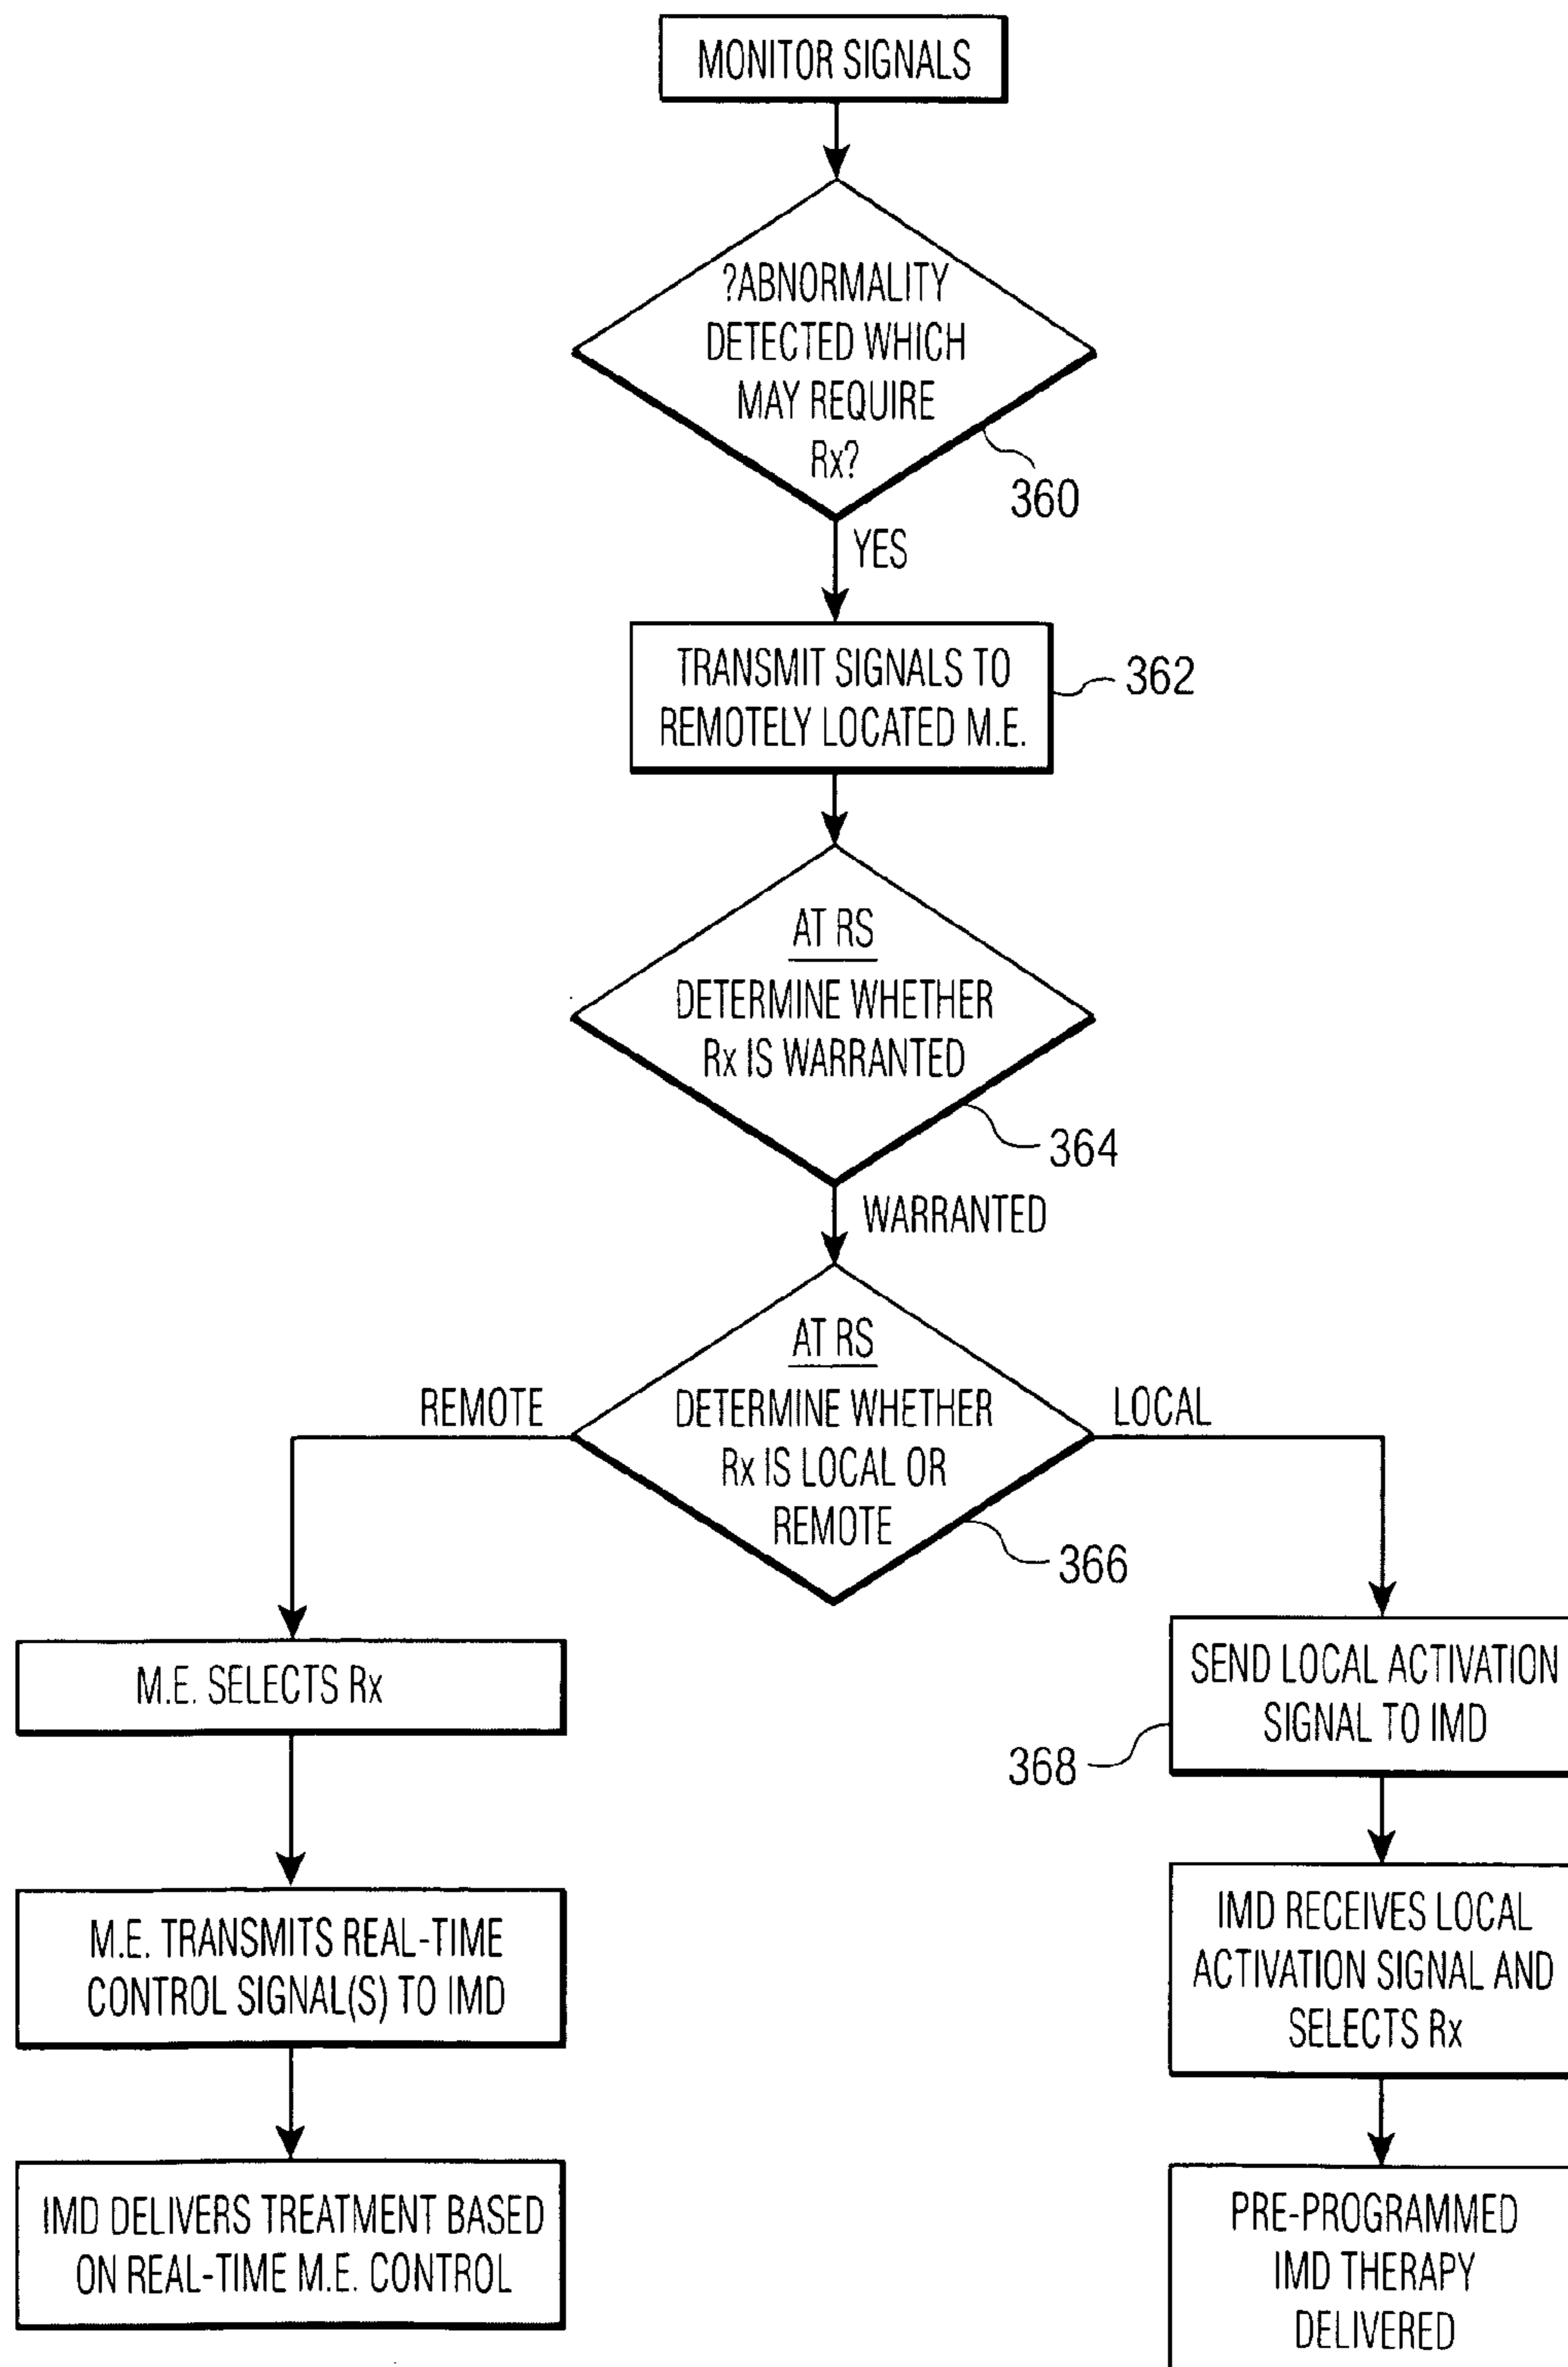 MONITOR SIGNALS
?ABNORMALITY
DETECTED WHICH
MAY REQUIRE
Rx?
360
YES
TRANSMIT SIGNALS TO
REMOTELY LOCATED M.E.
362
AT RS
DETERMINE WHETHER
Rx IS WARRANTED
364
WARRANTED
AT RS
DETERMINE WHETHER
Rx IS LOCAL OR
REMOTE
366
REMOTE
LOCAL
M.E. SELECTS Rx
M.E. TRANSMITS REAL-TIME
CONTROL SIGNAL(S) TO IMD
IMD DELIVERS TREATMENT BASED
ON REAL-TIME M.E. CONTROL
SEND LOCAL ACTIVATION
SIGNAL TO IMD
368
IMD RECEIVES LOCAL
ACTIVATION SIGNAL AND
SELECTS Rx
PRE-PROGRAMMED
IMD THERAPY
DELIVERED